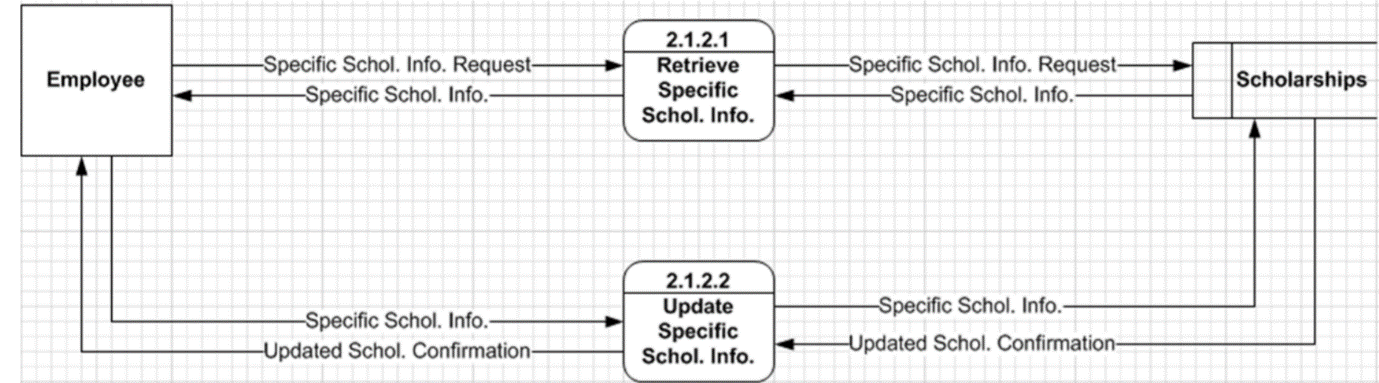 Employee
Specific Schol. Info. Request
Specific Schol. Info.
2.1.2.1
Retrieve
Specific
Schol. Info.
Specific Schol. Info. Request
Specific Schol. Info.
Scholarships
Specific Schol. Info.
Updated Schol. Confirmation
2.1.2.2
Update
Specific
Schol. Info.
Specific Schol. Info.
Updated Schol. Confirmation